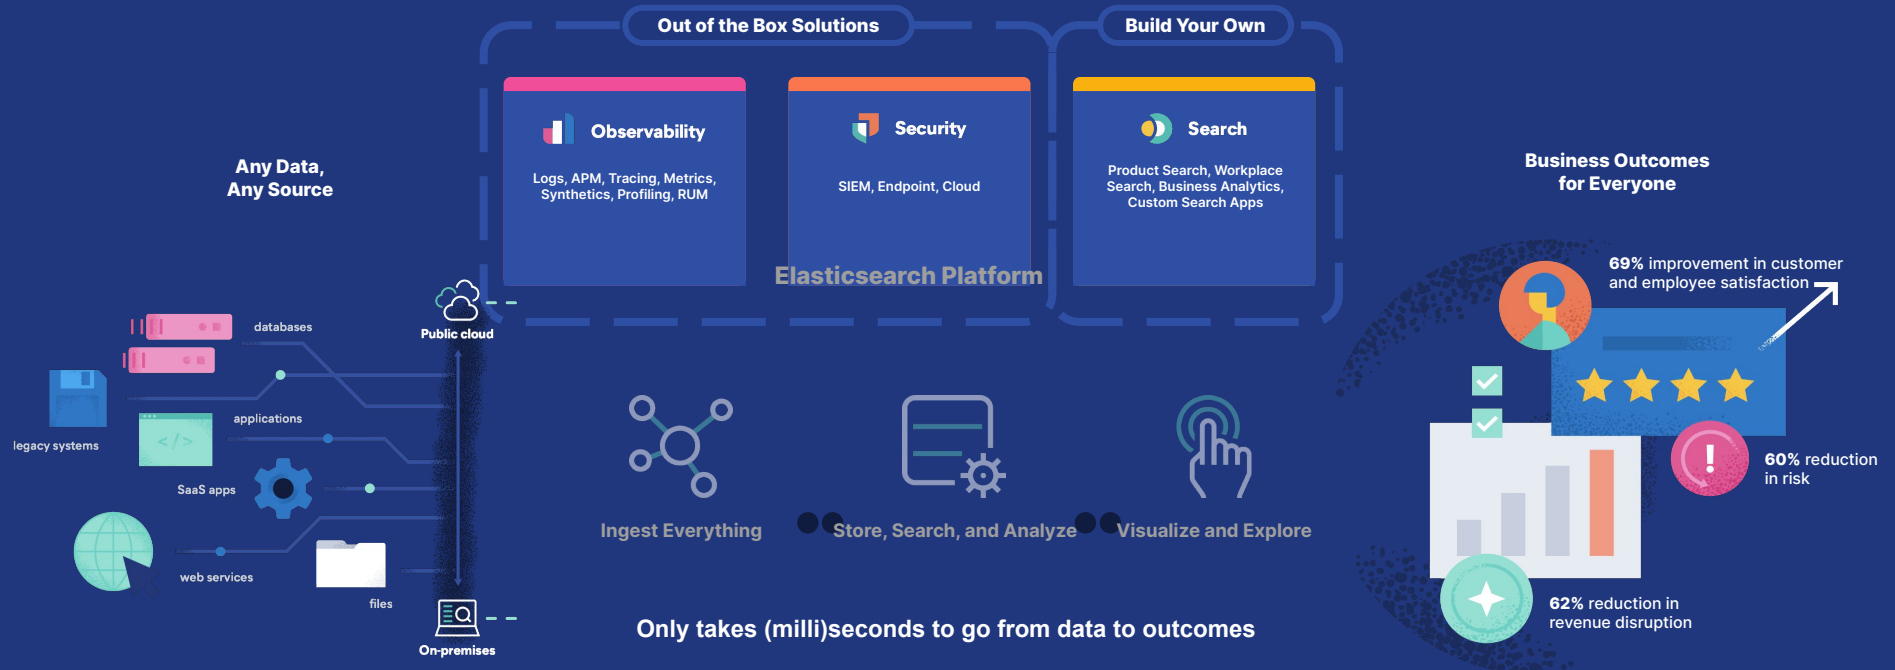 Out of the Box Solutions
Build Your Own
Observability
Logs, APM, Tracing, Metrics,
Synthetics, Profiling, RUM
Security
SIEM, Endpoint, Cloud
Search
Product Search, Workplace
Search, Business Analytics,
Custom Search Apps
Elasticsearch Platform
Any Data,
Any Source
databases
legacy systems
applications
</>
SaaS apps
web services
files
Public cloud
On-premises
Ingest Everything
Store, Search, and Analyze
Visualize and Explore
Only takes (milli)seconds to go from data to outcomes
Business Outcomes
for Everyone
69% improvement in customer
and employee satisfaction
!
60% reduction
in risk
62% reduction in
revenue disruption